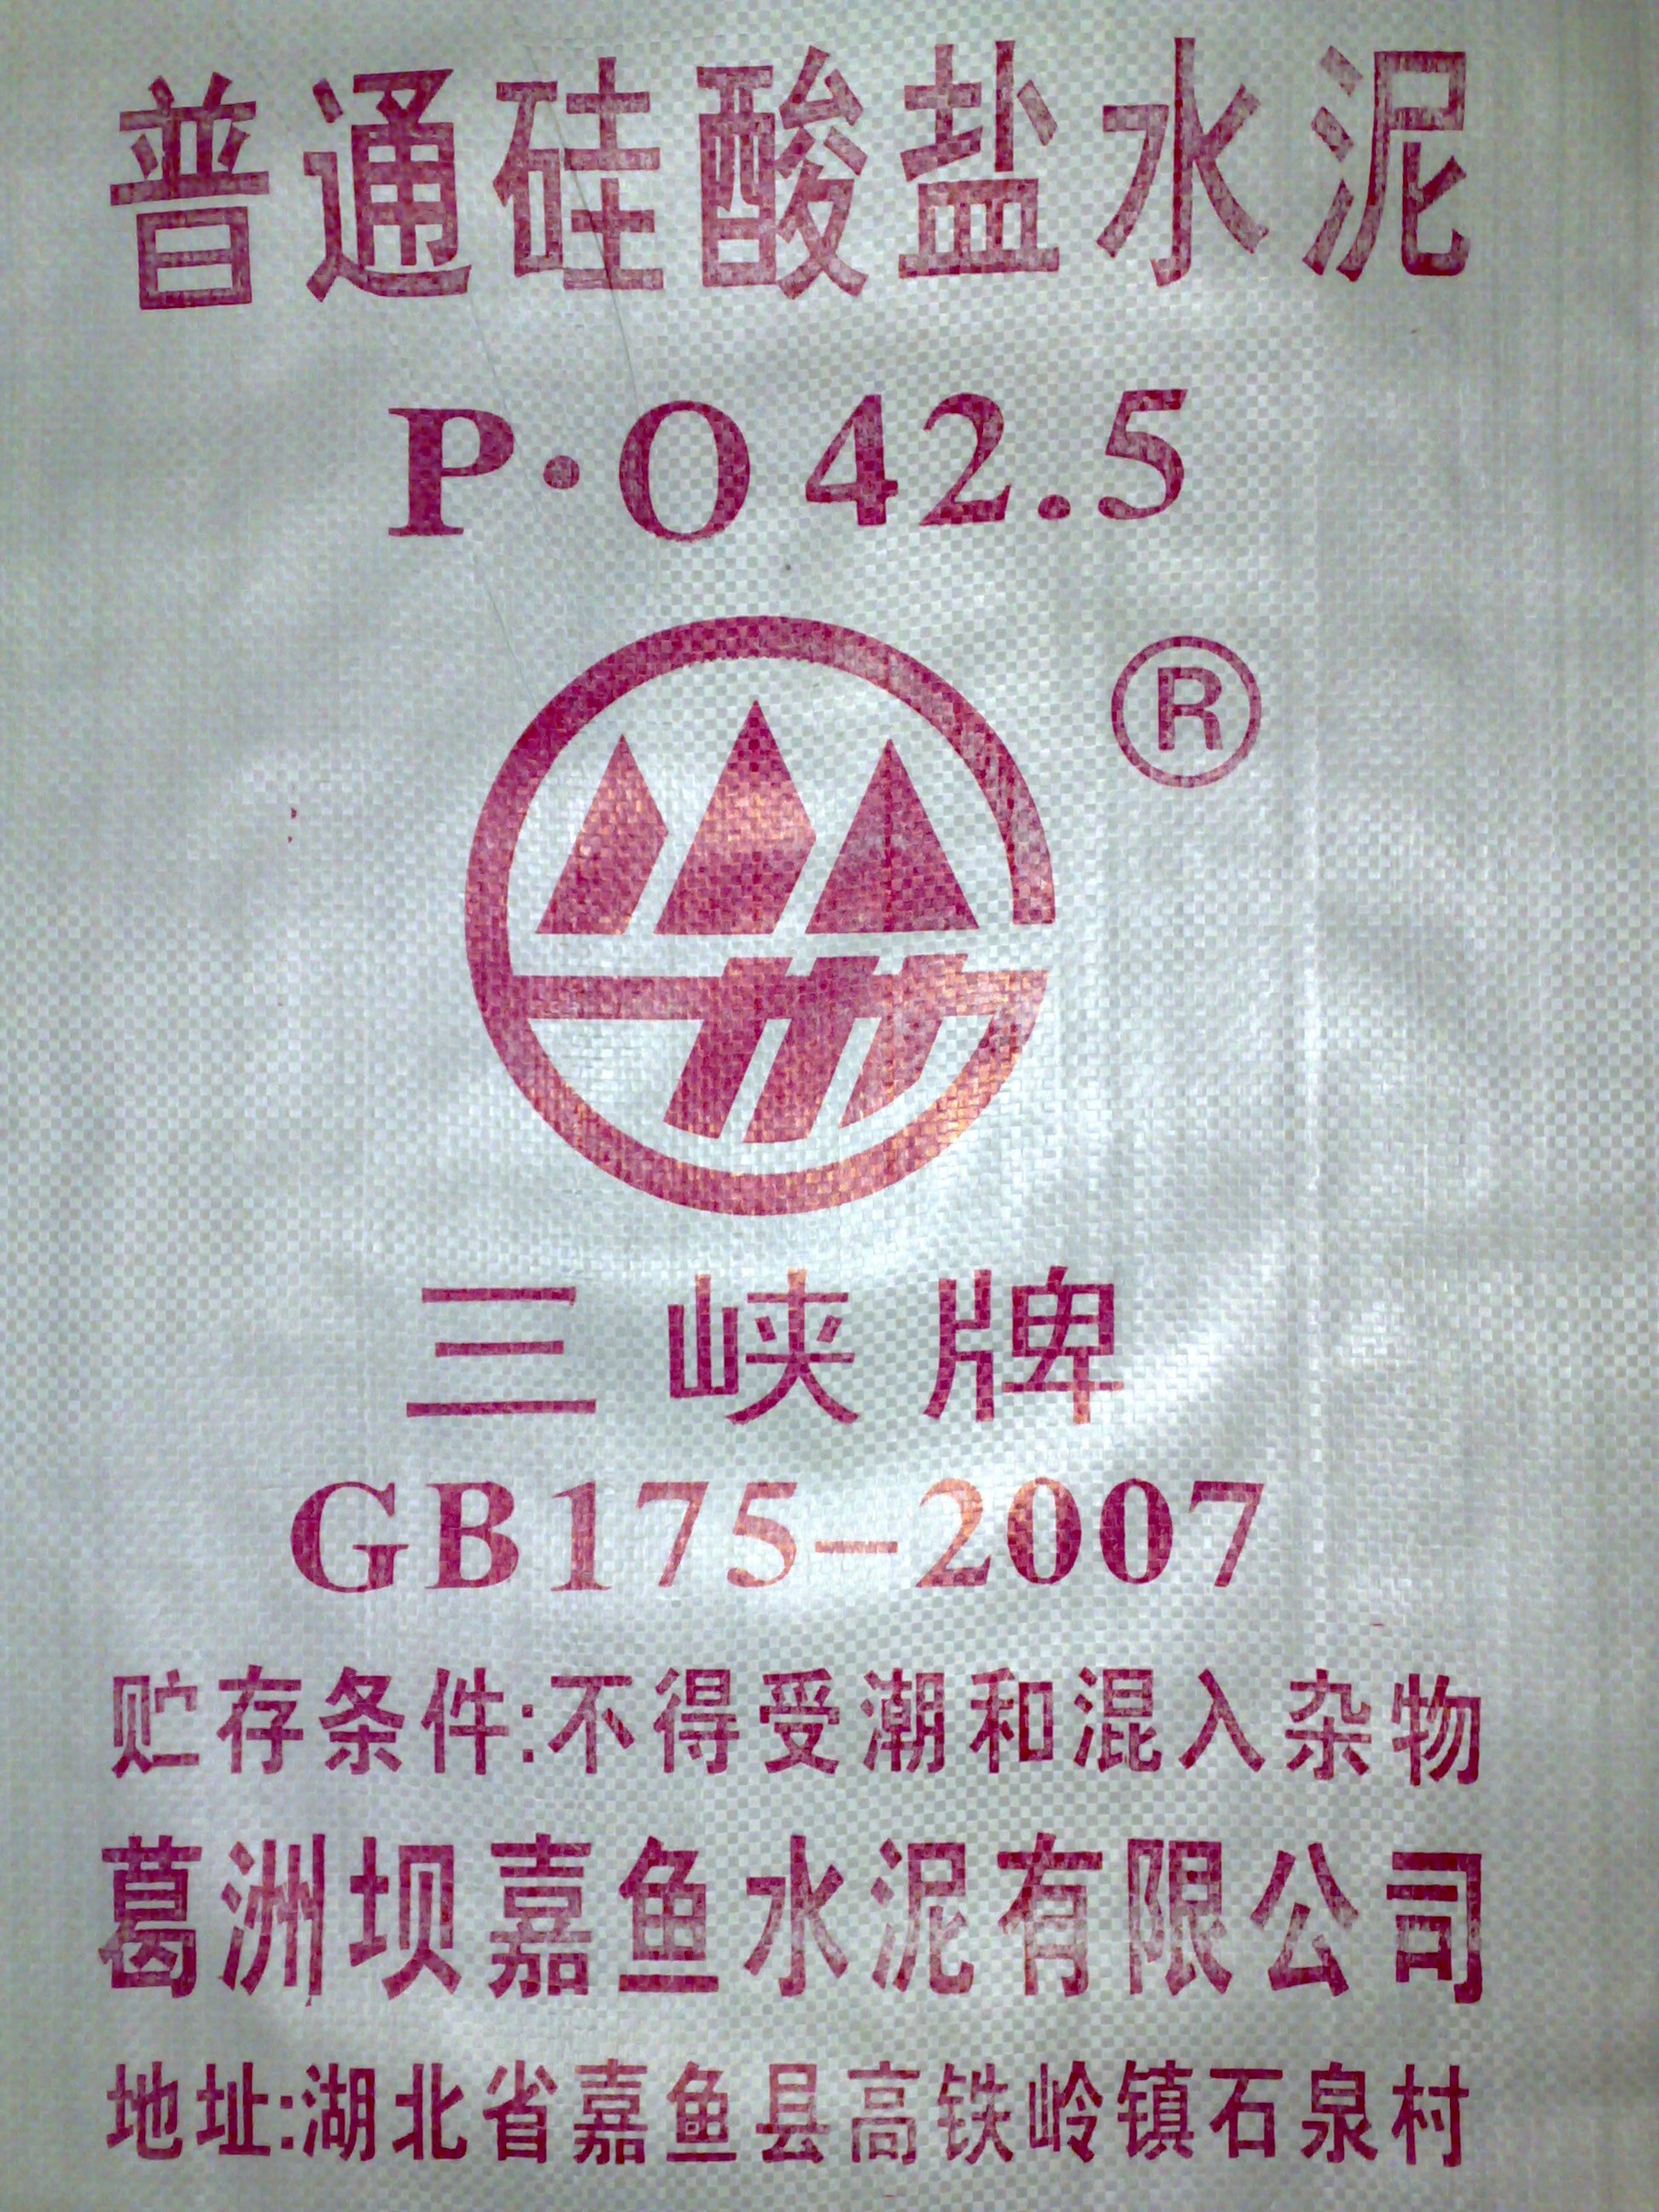 普通硅酸盐水泥
P·O 42.5
®
三峡牌
GB175-2007
贮存条件:不得受潮和混入杂物
葛洲坝嘉鱼水泥有限公司
地址:湖北省嘉鱼县高铁岭镇石泉村